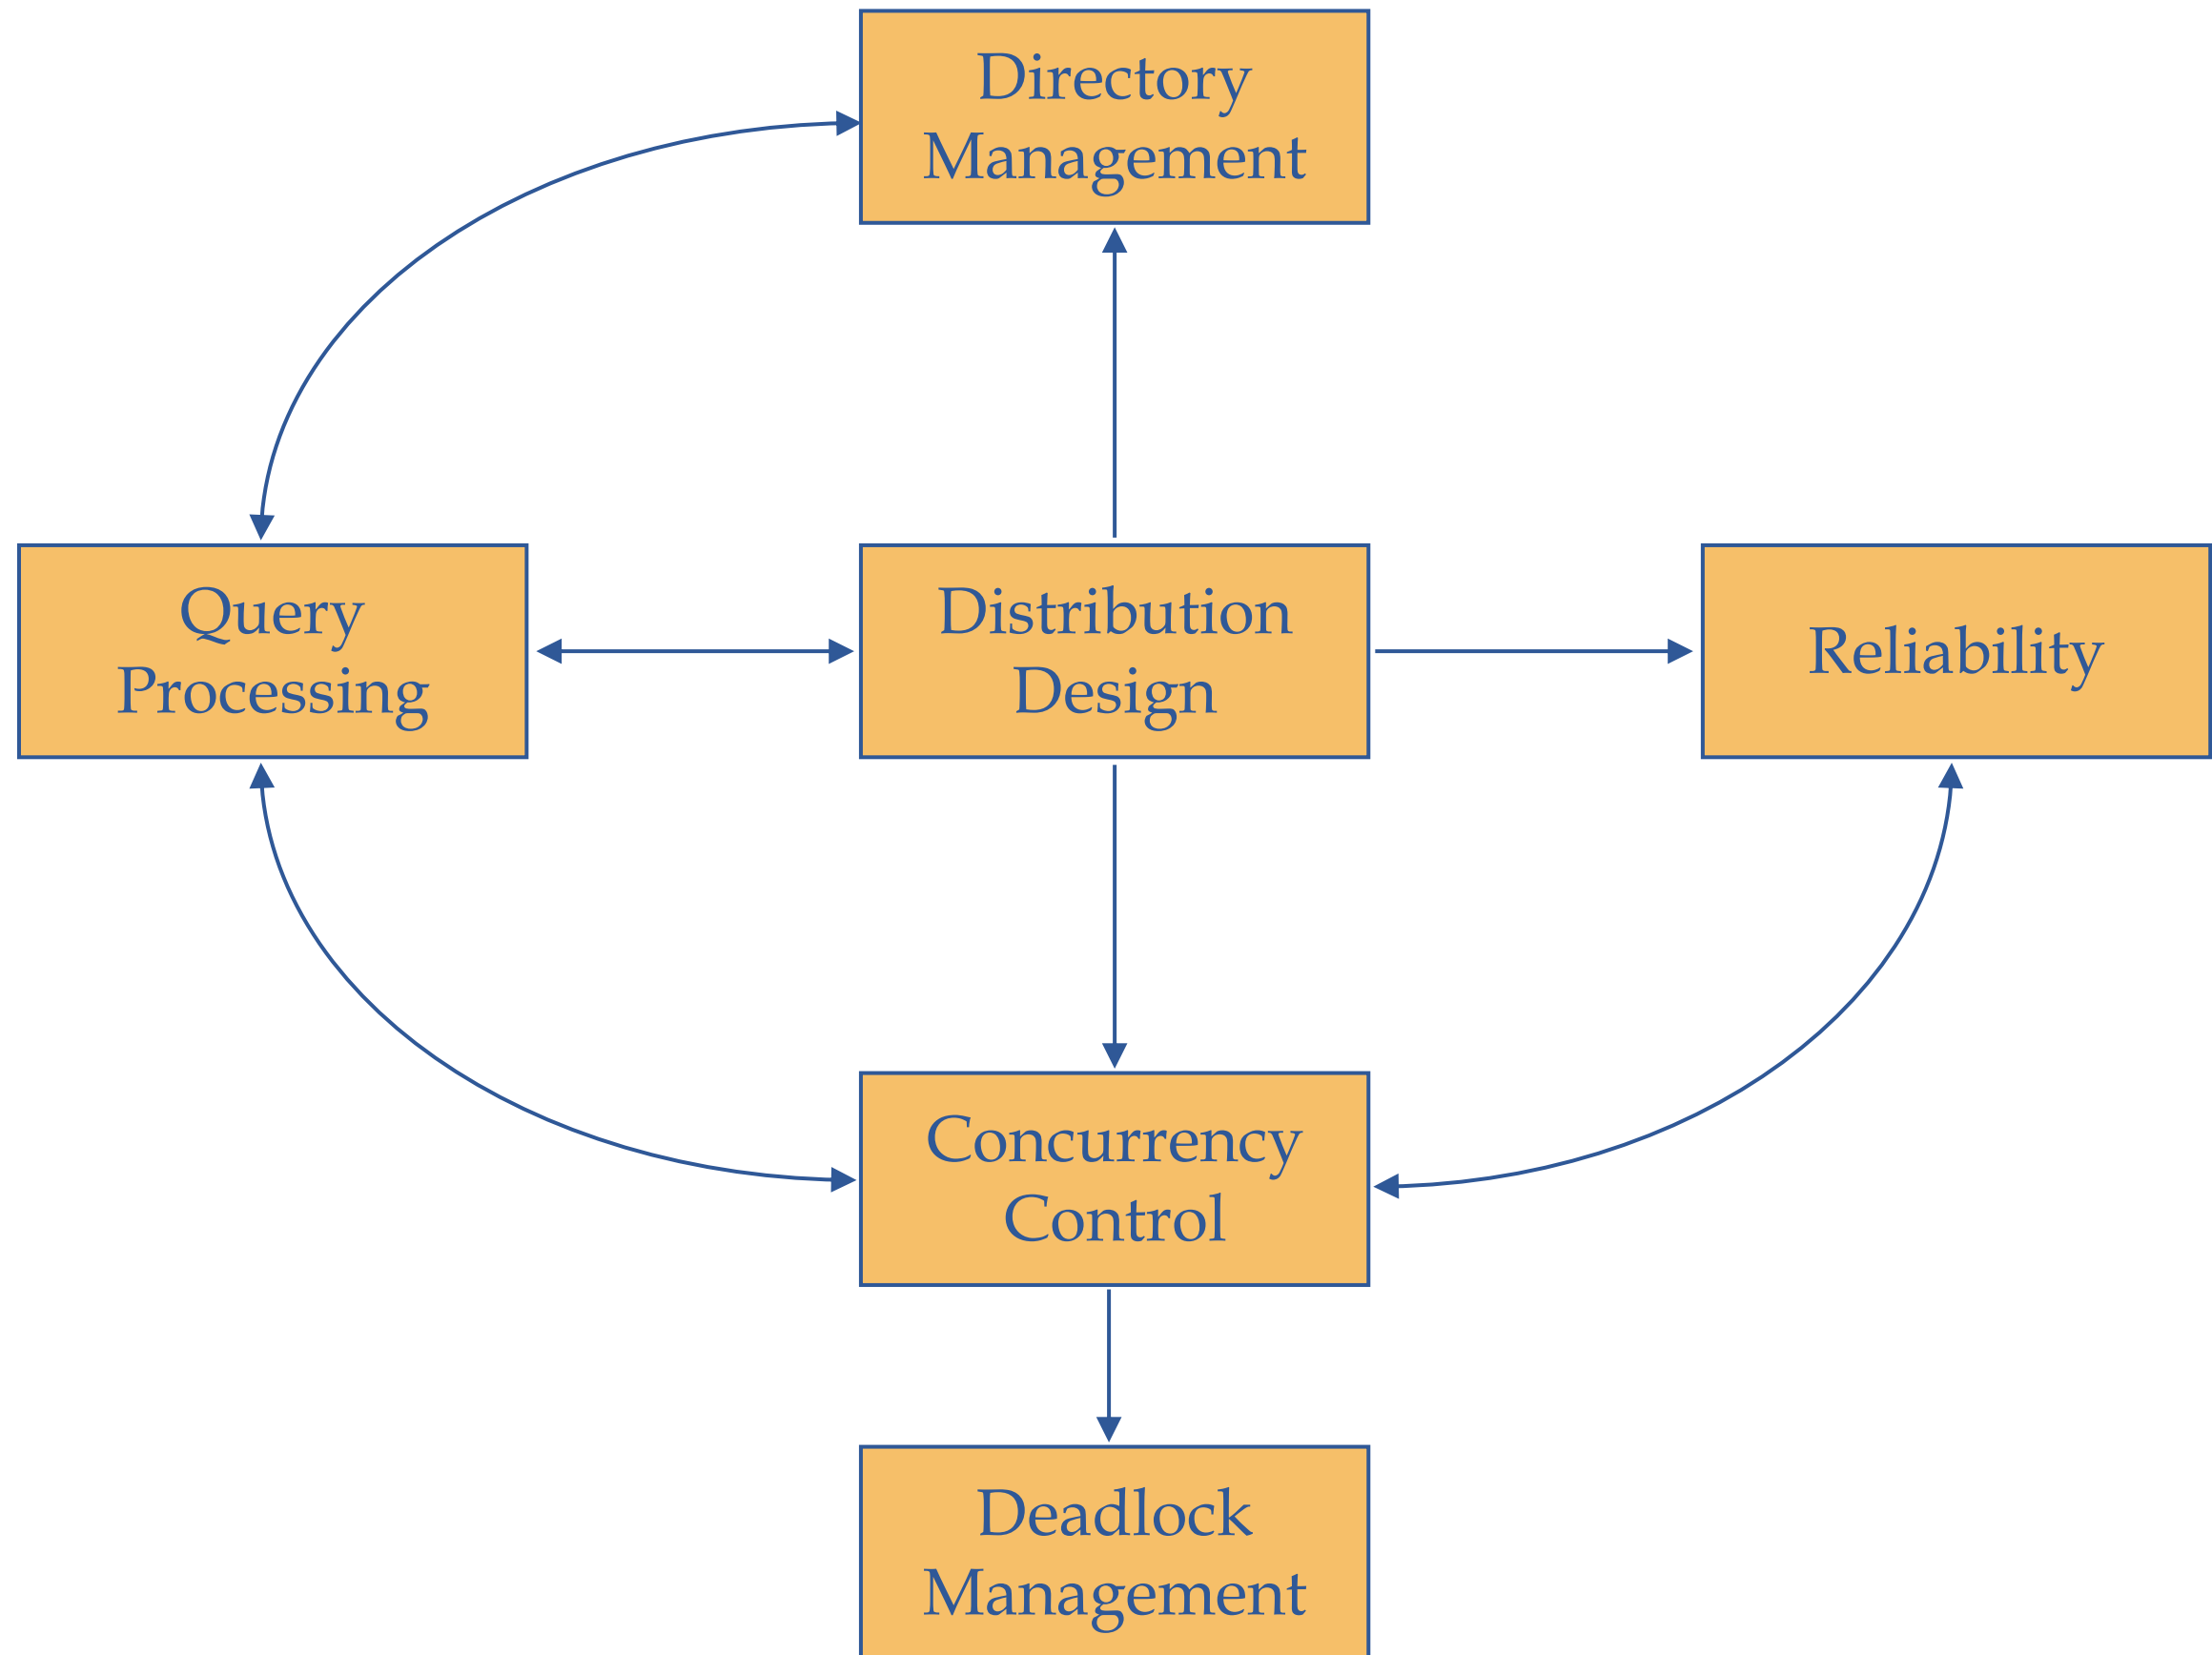 Directory
Management
Query
Processing
Distribution
Design
Reliability
Concurrency
Control
Deadlock
Management